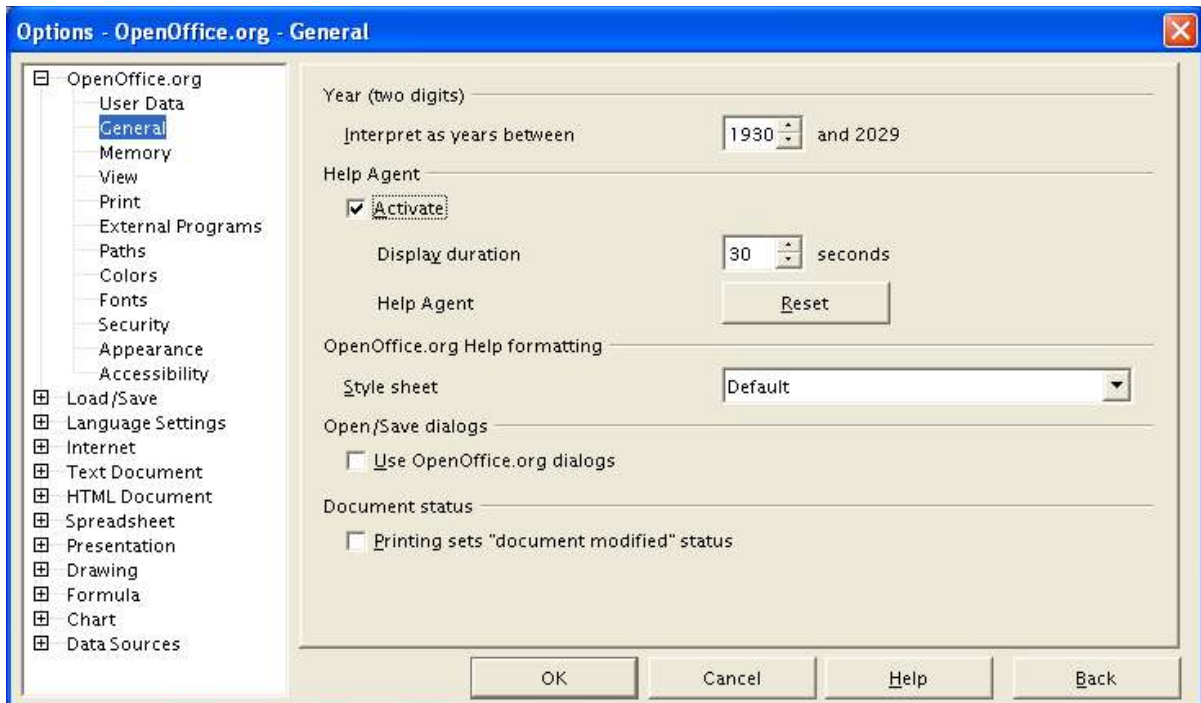 Options - OpenOffice.org - General
OpenOffice.org
User Data
General
Memory
View
Print
External Programs
Paths
Colors
Fonts
Security
Appearance
Accessibility
Load/Save
Language Settings
Internet
Text Document
HTML Document
Spreadsheet
Presentation
Drawing
Formula
Chart
Data Sources
Year (two digits)
Interpret as years between 1930 and 2029
Help Agent
Activate
Display duration 30 seconds
Help Agent Reset
OpenOffice.org Help formatting
Style sheet Default
Open/Save dialogs
Use OpenOffice.org dialogs
Document status
Printing sets "document modified" status
OK Cancel Help Back